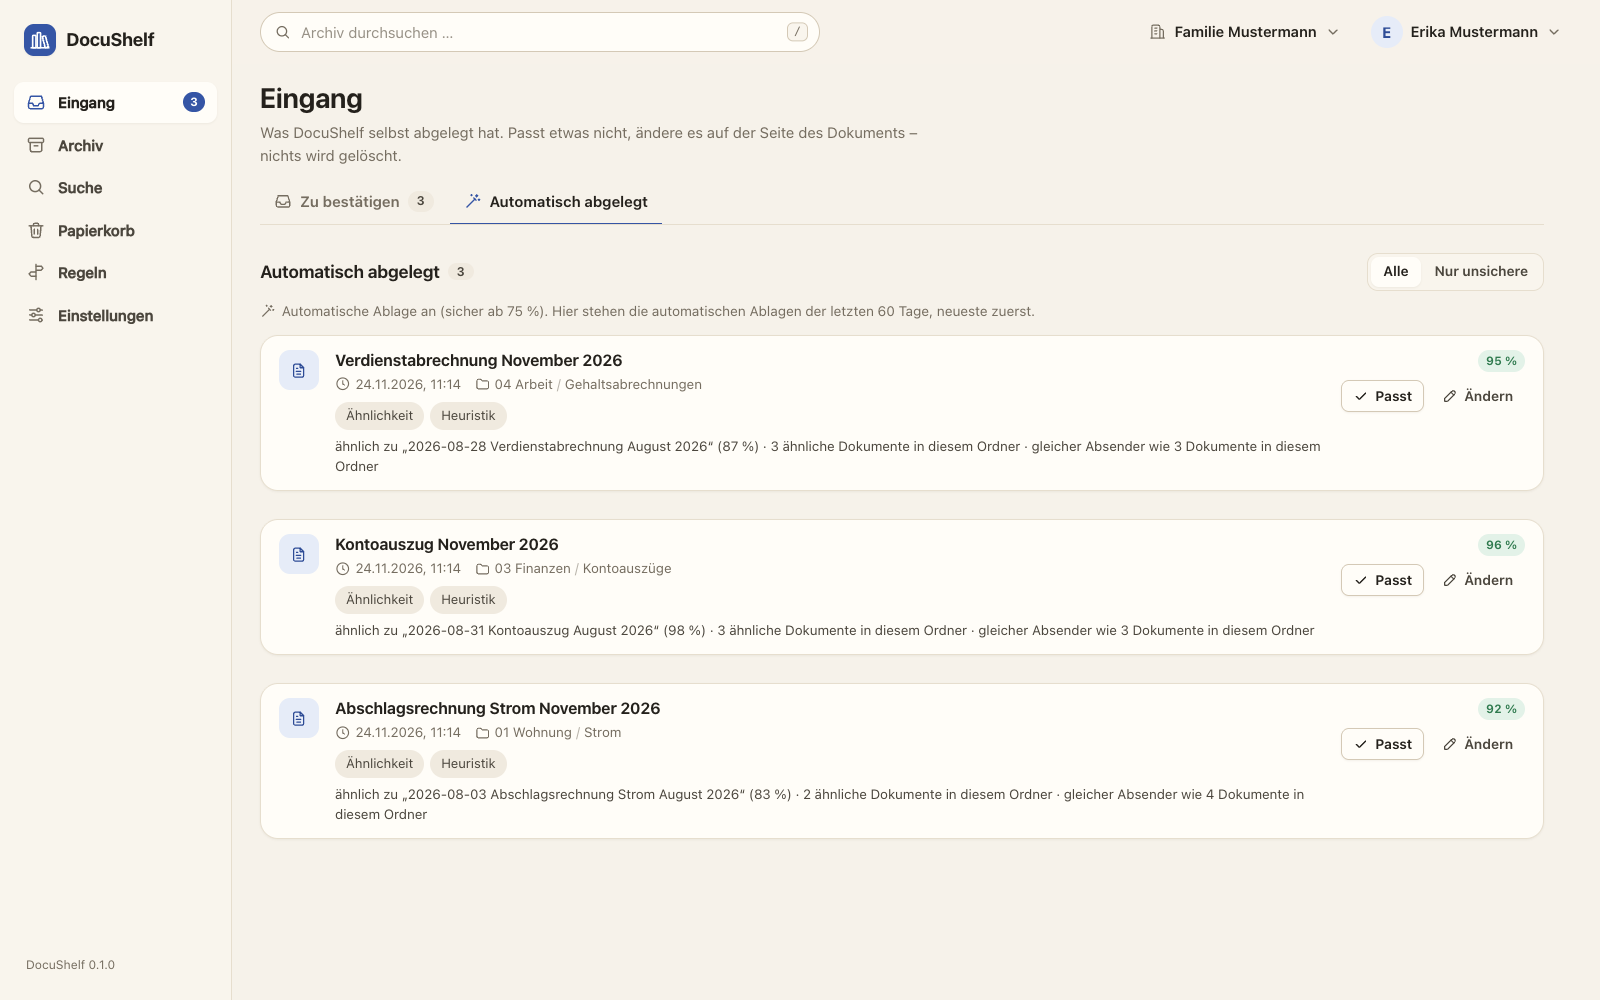 DocuShelf
Archiv durchsuchen ...
/
Familie Mustermann
E
Erika Mustermann
Eingang
3
Archiv
Suche
Papierkorb
Regeln
Einstellungen
DocuShelf 0.1.0
Eingang
Was DocuShelf selbst abgelegt hat. Passt etwas nicht, ändere es auf der Seite des Dokuments –
nichts wird gelöscht.
Zu bestätigen 3
Automatisch abgelegt
Automatisch abgelegt 3
Alle
Nur unsichere
Automatische Ablage an (sicher ab 75 %). Hier stehen die automatischen Ablagen der letzten 60 Tage, neueste zuerst.
Verdienstabrechnung November 2026
95 %
24.11.2026, 11:14 04 Arbeit / Gehaltsabrechnungen
Passt
Ändern
Ähnlichkeit Heuristik
ähnlich zu „2026-08-28 Verdienstabrechnung August 2026“ (87 %) · 3 ähnliche Dokumente in diesem Ordner · gleicher Absender wie 3 Dokumente in diesem
Ordner
Kontoauszug November 2026
96 %
24.11.2026, 11:14 03 Finanzen / Kontoauszüge
Passt
Ändern
Ähnlichkeit Heuristik
ähnlich zu „2026-08-31 Kontoauszug August 2026“ (98 %) · 3 ähnliche Dokumente in diesem Ordner · gleicher Absender wie 3 Dokumente in diesem Ordner
Abschlagsrechnung Strom November 2026
92 %
24.11.2026, 11:14 01 Wohnung / Strom
Passt
Ändern
Ähnlichkeit Heuristik
ähnlich zu „2026-08-03 Abschlagsrechnung Strom August 2026“ (83 %) · 2 ähnliche Dokumente in diesem Ordner · gleicher Absender wie 4 Dokumente in
diesem Ordner